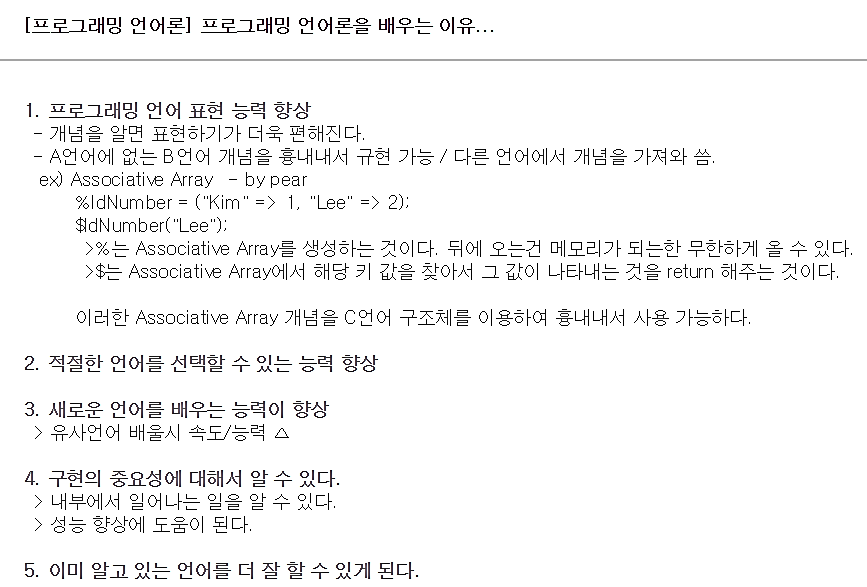 [프로그래밍 언어론] 프로그래밍 언어론을 배우는 이유...
1. 프로그래밍 언어 표현 능력 향상
- 개념을 알면 표현하기가 더욱 편해진다.
- A언어에 없는 B언어 개념을 흉내내서 규현 가능 / 다른 언어에서 개념을 가져와 씀.
ex) Associative Array - by pear
%IdNumber = ("Kim" => 1, "Lee" => 2);
$IdNumber("Lee");
>%는 Associative Array를 생성하는 것이다. 뒤에 오는건 메모리가 되는한 무한하게 올 수 있다.
>$는 Associative Array에서 해당 키 값을 찾아서 그 값이 나타내는 것을 return 해주는 것이다.
이러한 Associative Array 개념을 C언어 구조체를 이용하여 흉내내서 사용 가능하다.
2. 적절한 언어를 선택할 수 있는 능력 향상
3. 새로운 언어를 배우는 능력이 향상
> 유사언어 배울시 속도/능력 △
4. 구현의 중요성에 대해서 알 수 있다.
> 내부에서 일어나는 일을 알 수 있다.
> 성능 향상에 도움이 된다.
5. 이미 알고 있는 언어를 더 잘 할 수 있게 된다.